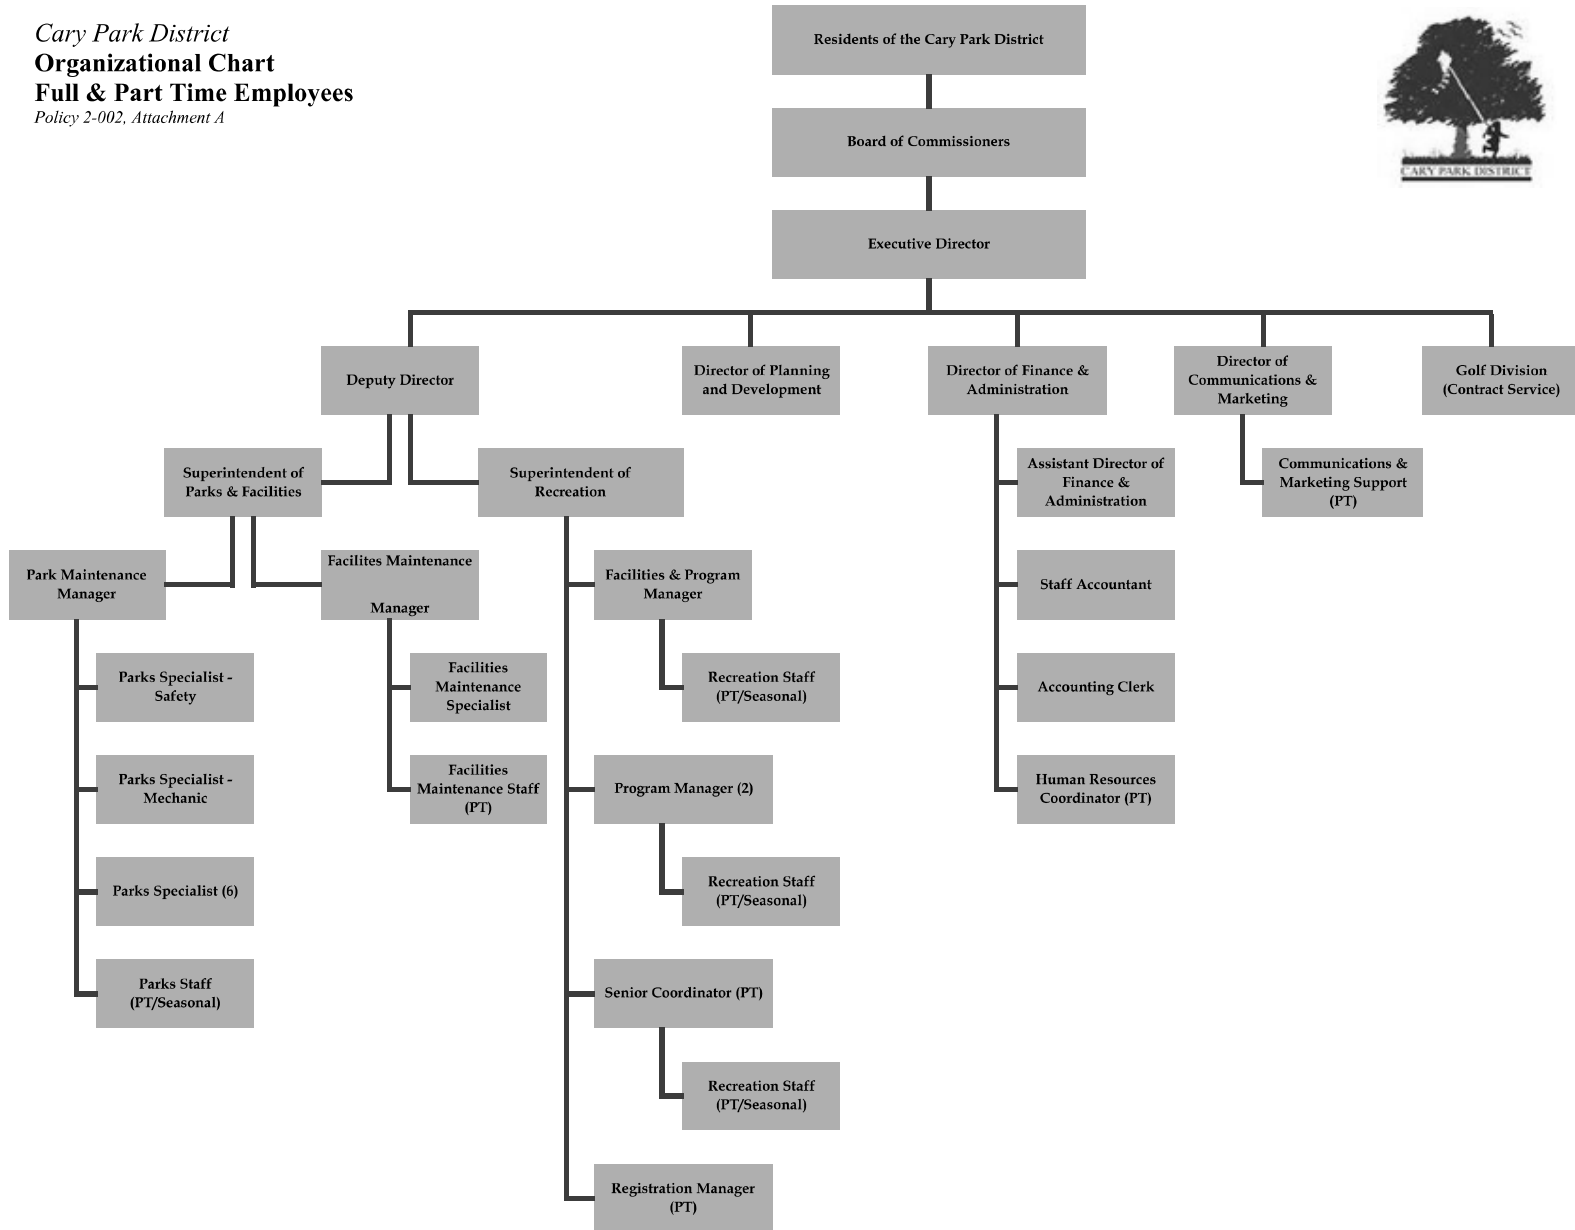 Cary Park District
Organizational Chart
Full & Part Time Employees
Policy 2-002, Attachment A
CARY PARK DISTRICT
Residents of the Cary Park District
Board of Commissioners
Executive Director
Deputy Director
Director of Planning
and Development
Director of Finance &
Administration
Director of
Communications &
Marketing
Golf Division
(Contract Service)
Superintendent of
Parks & Facilities
Superintendent of
Recreation
Assistant Director of
Finance &
Administration
Communications &
Marketing Support
(PT)
Park Maintenance
Manager
Facilites Maintenance
Manager
Facilities & Program
Manager
Staff Accountant
Parks Specialist -
Safety
Facilities
Maintenance
Specialist
Recreation Staff
(PT/Seasonal)
Accounting Clerk
Parks Specialist -
Mechanic
Facilities
Maintenance Staff
(PT)
Program Manager (2)
Human Resources
Coordinator (PT)
Parks Specialist (6)
Recreation Staff
(PT/Seasonal)
Parks Staff
(PT/Seasonal)
Senior Coordinator (PT)
Recreation Staff
(PT/Seasonal)
Registration Manager
(PT)